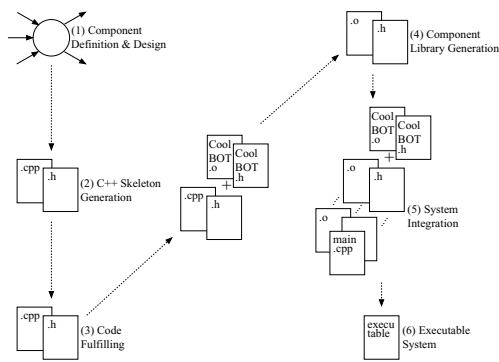 (1) Component
Definition & Design
.cpp
.h
(2) C++ Skeleton
Generation
.cpp
.h
(3) Code
Fulfilling
Cool
BOT
.o
Cool
BOT
.h
+
.cpp
.h
.o
.h
(4) Component
Library Generation
Cool
BOT
.o
Cool
BOT
.h
+
.o
.h
.o
main
.cpp
(5) System
Integration
execu
table
(6) Executable
System